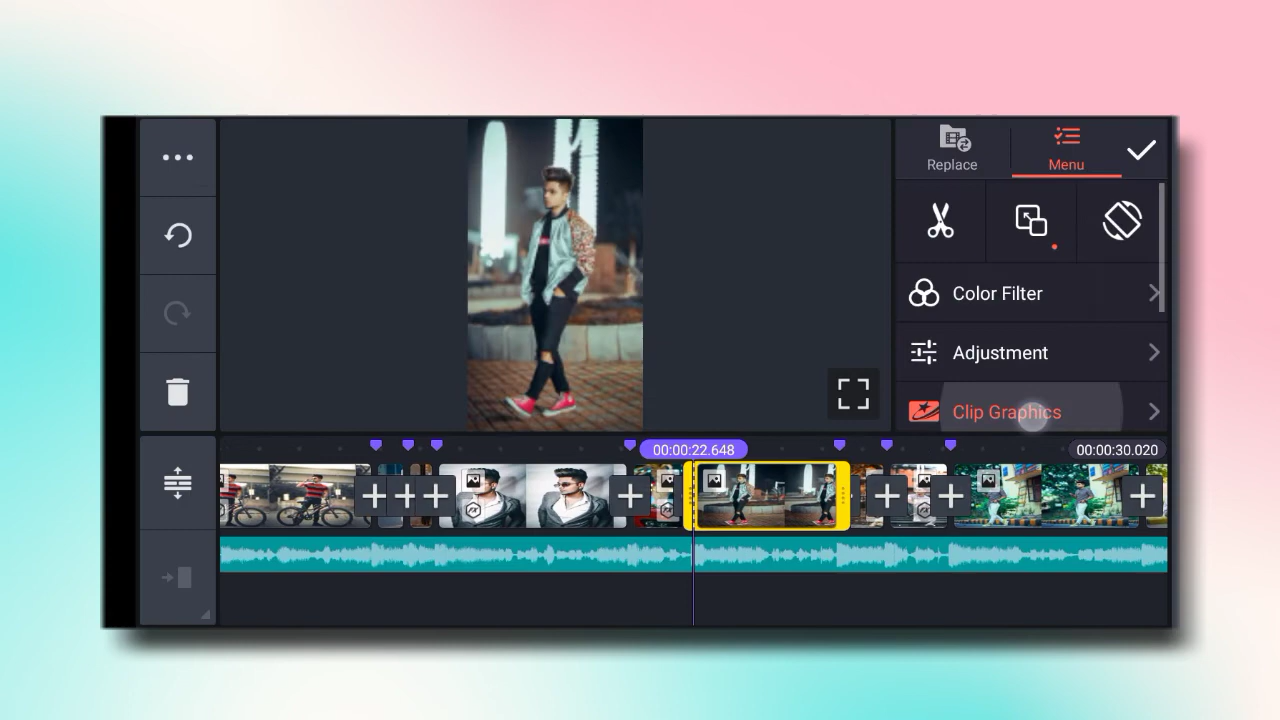 Replace
Menu
Color Filter
Adjustment
Clip Graphics
00:00:22.648
00:00:30.020